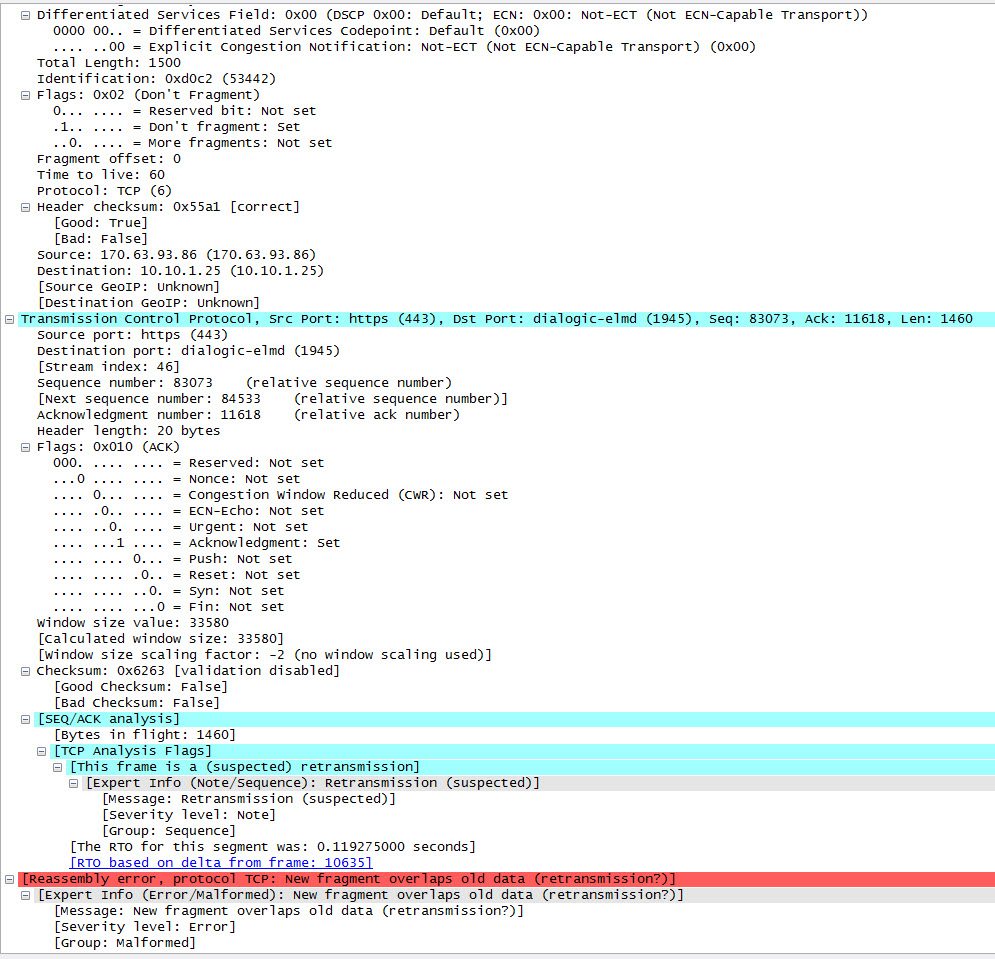 Differentiated Services Field: 0x00 (DSCP 0x00: Default; ECN: 0x00: Not-ECT (Not ECN-Capable Transport))
0000 00.. = Differentiated Services Codepoint: Default (0x00)
.... ..00 = Explicit Congestion Notification: Not-ECT (Not ECN-Capable Transport) (0x00)
Total Length: 1500
Identification: 0xd0c2 (53442)
Flags: 0x02 (Don't Fragment)
0... .... = Reserved bit: Not set
.1.. .... = Don't fragment: Set
..0. .... = More fragments: Not set
Fragment offset: 0
Time to live: 60
Protocol: TCP (6)
Header checksum: 0x55a1 [correct]
[Good: True]
[Bad: False]
Source: 170.63.93.86 (170.63.93.86)
Destination: 10.10.1.25 (10.10.1.25)
[Source GeoIP: Unknown]
[Destination GeoIP: Unknown]
Transmission Control Protocol, Src Port: https (443), Dst Port: dialogic-elmd (1945), Seq: 83073, Ack: 11618, Len: 1460
Source port: https (443)
Destination port: dialogic-elmd (1945)
[Stream index: 46]
Sequence number: 83073    (relative sequence number)
[Next sequence number: 84533    (relative sequence number)]
Acknowledgment number: 11618    (relative ack number)
Header length: 20 bytes
Flags: 0x010 (ACK)
000. .... .... = Reserved: Not set
...0 .... .... = Nonce: Not set
.... 0... .... = Congestion Window Reduced (CWR): Not set
.... .0.. .... = ECN-Echo: Not set
.... ..0. .... = Urgent: Not set
.... ...1 .... = Acknowledgment: Set
.... .... 0... = Push: Not set
.... .... .0.. = Reset: Not set
.... .... ..0. = Syn: Not set
.... .... ...0 = Fin: Not set
Window size value: 33580
[Calculated window size: 33580]
[Window size scaling factor: -2 (no window scaling used)]
Checksum: 0x6263 [validation disabled]
[Good Checksum: False]
[Bad Checksum: False]
[SEQ/ACK analysis]
[Bytes in flight: 1460]
[TCP Analysis Flags]
[This frame is a (suspected) retransmission]
[Expert Info (Note/Sequence): Retransmission (suspected)]
[Message: Retransmission (suspected)]
[Severity level: Note]
[Group: Sequence]
[The RTO for this segment was: 0.119275000 seconds]
[RTO based on delta from frame: 10635]
[Reassembly error, protocol TCP: New fragment overlaps old data (retransmission?)]
[Expert Info (Error/Malformed): New fragment overlaps old data (retransmission?)]
[Message: New fragment overlaps old data (retransmission?)]
[Severity level: Error]
[Group: Malformed]